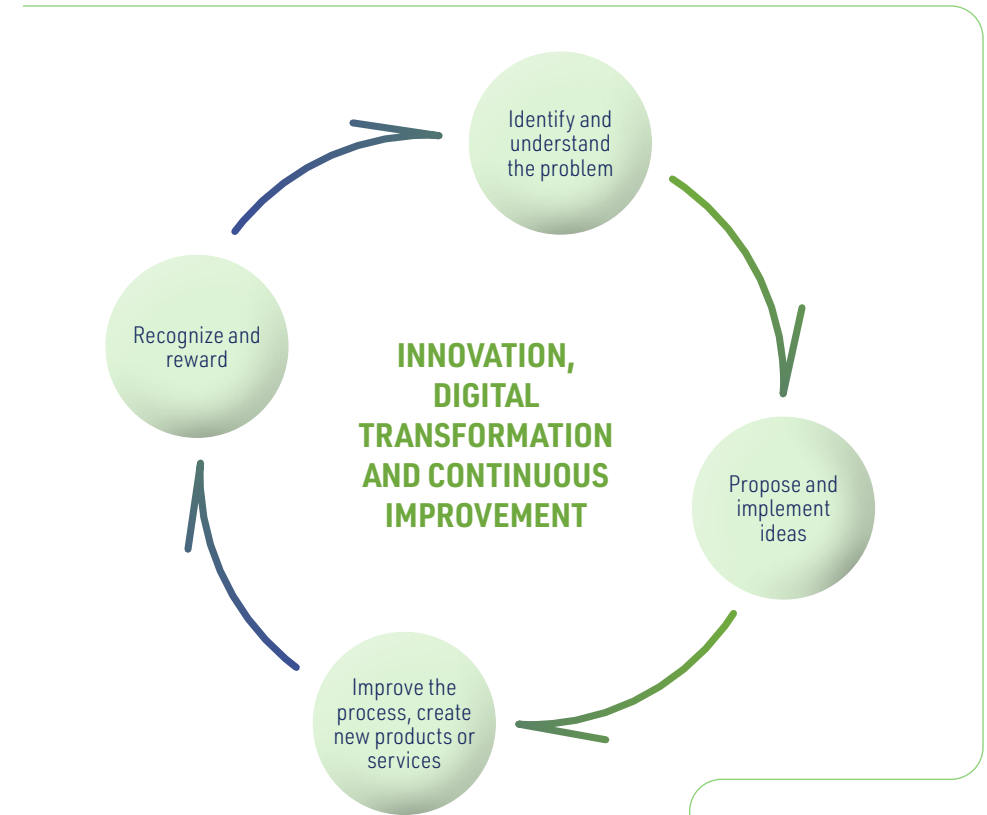 Identify and
understand
the problem
Recognize and
reward
INNOVATION,
DIGITAL
TRANSFORMATION
AND CONTINUOUS
IMPROVEMENT
Propose and
implement
ideas
Improve the
process, create
new products or
services